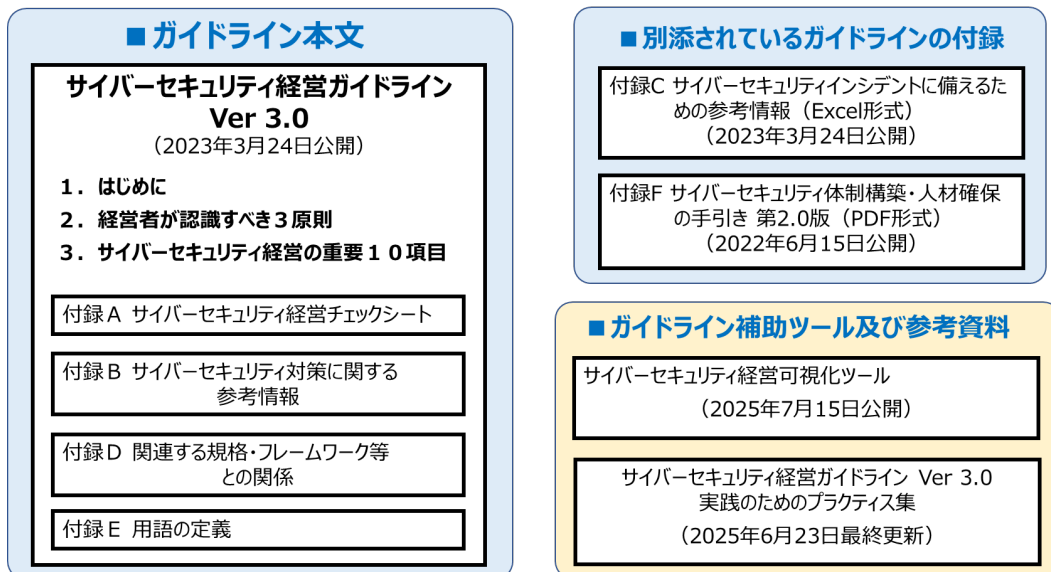 ■ガイドライン本文
サイバーセキュリティ経営ガイドライン
Ver 3.0
（2023年3月24日公開）
１．はじめに
２．経営者が認識すべき３原則
３．サイバーセキュリティ経営の重要１０項目
付録Ａ サイバーセキュリティ経営チェックシート
付録Ｂ サイバーセキュリティ対策に関する
参考情報
付録Ｄ 関連する規格・フレームワーク等
との関係
付録Ｅ 用語の定義
■別添されているガイドラインの付録
付録C サイバーセキュリティインシデントに備えるた
めの参考情報（Excel形式）
（2023年3月24日公開）
付録F サイバーセキュリティ体制構築・人材確保
の手引き 第2.0版（PDF形式）
（2022年6月15日公開）
■ガイドライン補助ツール及び参考資料
サイバーセキュリティ経営可視化ツール
（2025年7月15日公開）
サイバーセキュリティ経営ガイドライン Ver 3.0
実践のためのプラクティス集
（2025年6月23日最終更新）